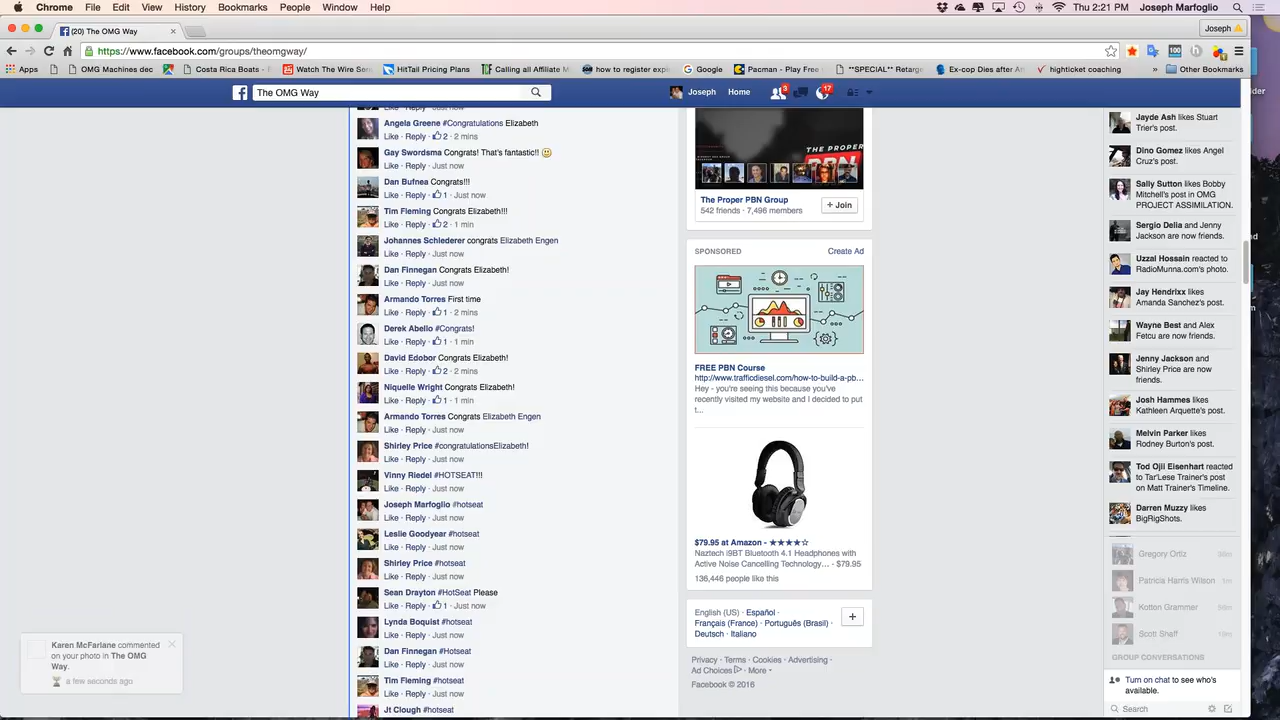 Chrome File Edit View History Bookmarks People Window Help
Thu 2:21 PM Joseph Marfoglio
(20) The OMG Way
Joseph
https://www.facebook.com/groups/theomgway/
Apps OMG Machines dec Costa Rica Boats - Watch The Wire Ser HitTail Pricing Plans Calling all Affiliate M how to register exp Google Pacman - Play Free **SPECIAL** Retarg Ex-cop Dies after An highticket coaching » Other Bookmarks
The OMG Way
Joseph Home 3 17
Like · Reply
Angela Greene #Congratulations Elizabeth
Like · Reply · 2 · 2 mins
Gay Swordsma Congrats! That's fantastic!!
Like · Reply · Just now
Dan Bufnea Congrats!!!
Like · Reply · 1 · Just now
Tim Fleming Congrats Elizabeth!!!
Like · Reply · 2 · 1 min
Johannes Schlederer congrats Elizabeth Engen
Like · Reply · Just now
Dan Finnegan Congrats Elizabeth!
Like · Reply · Just now
Armando Torres First time
Like · Reply · 1 · 2 mins
Derek Abello #Congrats!
Like · Reply · 1 · 1 min
David Edobor Congrats Elizabeth!
Like · Reply · 2 · 2 mins
Niquelle Wright Congrats Elizabeth!
Like · Reply · 1 · 1 min
Armando Torres Congrats Elizabeth Engen
Like · Reply · Just now
Shirley Price #congratulationsElizabeth!
Like · Reply · Just now
Vinny Riedel #HOTSEAT!!!
Like · Reply · Just now
Joseph Marfoglio #hotseat
Like · Reply · Just now
Leslie Goodyear #hotseat
Like · Reply · Just now
Shirley Price #hotseat
Like · Reply · Just now
Sean Drayton #HotSeat Please
Like · Reply · 1 · Just now
Lynda Boquist #hotseat
Like · Reply · Just now
Dan Finnegan #Hotseat
Like · Reply · Just now
Tim Fleming #hotseat
Like · Reply · Just now
Jt Clough #hotseat
THE PROPER
PBN
The Proper PBN Group
542 friends · 7,496 members
+ Join
SPONSORED Create Ad
FREE PBN Course
http://www.trafficdiesel.com/how-to-build-a-pb...
Hey - you're seeing this because you've
recently visited my website and I decided to put
t...
$79.95 at Amazon -
Naztech i9BT Bluetooth 4.1 Headphones with
Active Noise Cancelling Technology... · $79.95
136,446 people like this
English (US) · Español ·
Français (France) · Português (Brasil) ·
Deutsch · Italiano
Privacy · Terms · Cookies · Advertising ·
Ad Choices · More
Facebook © 2016
Jayde Ash likes Stuart
Trier's post.
Dino Gomez likes Angel
Cruz's post.
Sally Sutton likes Bobby
Mitchell's post in OMG
PROJECT ASSIMILATION.
Sergio Delia and Jenny
Jackson are now friends.
Uzzal Hossain reacted to
RadioMunna.com's photo.
Jay Hendrixx likes
Amanda Sanchez's post.
Wayne Best and Alex
Fetcu are now friends.
Jenny Jackson and
Shirley Price are now
friends.
Josh Hammes likes
Kathleen Arquette's post.
Melvin Parker likes
Rodney Burton's post.
Tod Ojii Eisenhart reacted
to Tar'Lese Trainer's post
on Matt Trainer's Timeline.
Darren Muzzy likes
BigRigShots.
Gregory Ortiz
Patricia Harris Wilson
Kotten Grammer
Scott Shelf
GROUP CONVERSATIONS
Turn on chat to see who's
available.
Search
Karen McFarlane commented
on your photo in The OMG
Way.
a few seconds ago